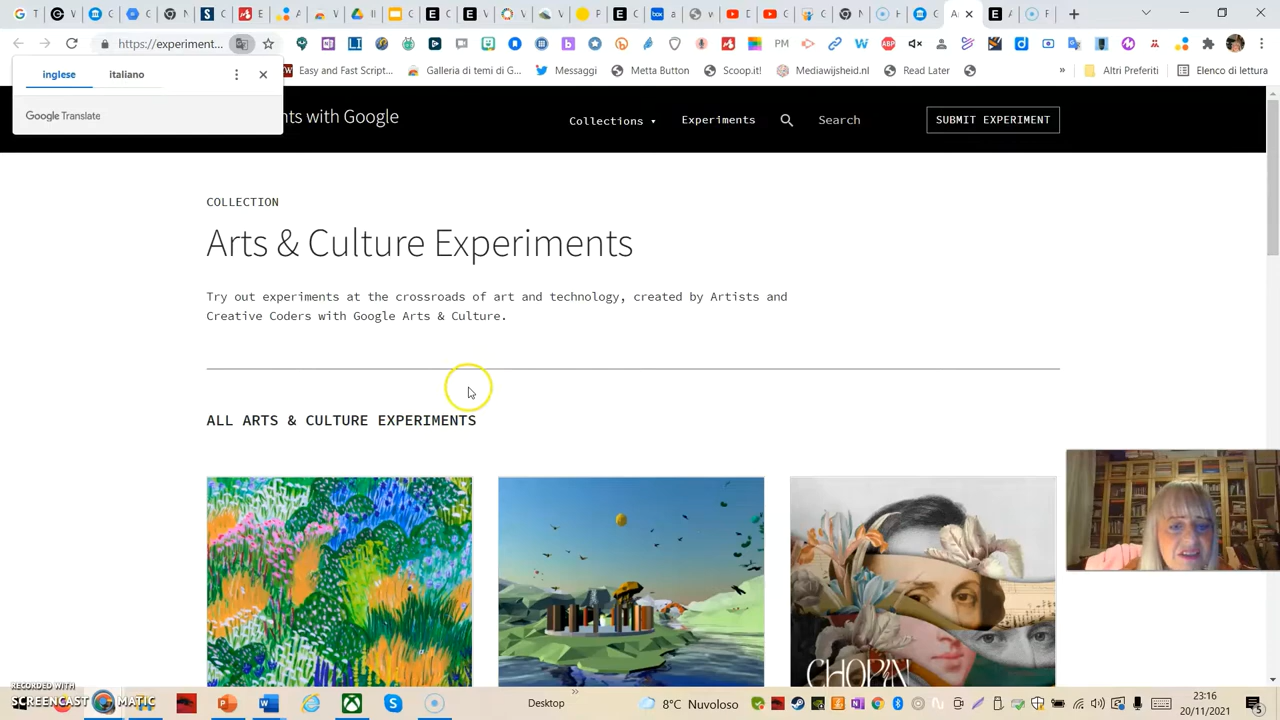 https://experiment...
PM
ABP
Easy and Fast Script...
Galleria di temi di G...
Messaggi
Metta Button
Scoop.it!
Mediawijsheid.nl
Read Later
»
Altri Preferiti
Elenco di lettura
inglese
italiano
Google Translate
nts with Google
Collections ▾
Experiments
Search
SUBMIT EXPERIMENT
COLLECTION
Arts & Culture Experiments
Try out experiments at the crossroads of art and technology, created by Artists and
Creative Coders with Google Arts & Culture.
ALL ARTS & CULTURE EXPERIMENTS
CHOPIN
RECORDED WITH
SCREENCAST MATIC
Desktop
»
8°C Nuvoloso
23:16
20/11/2021
5